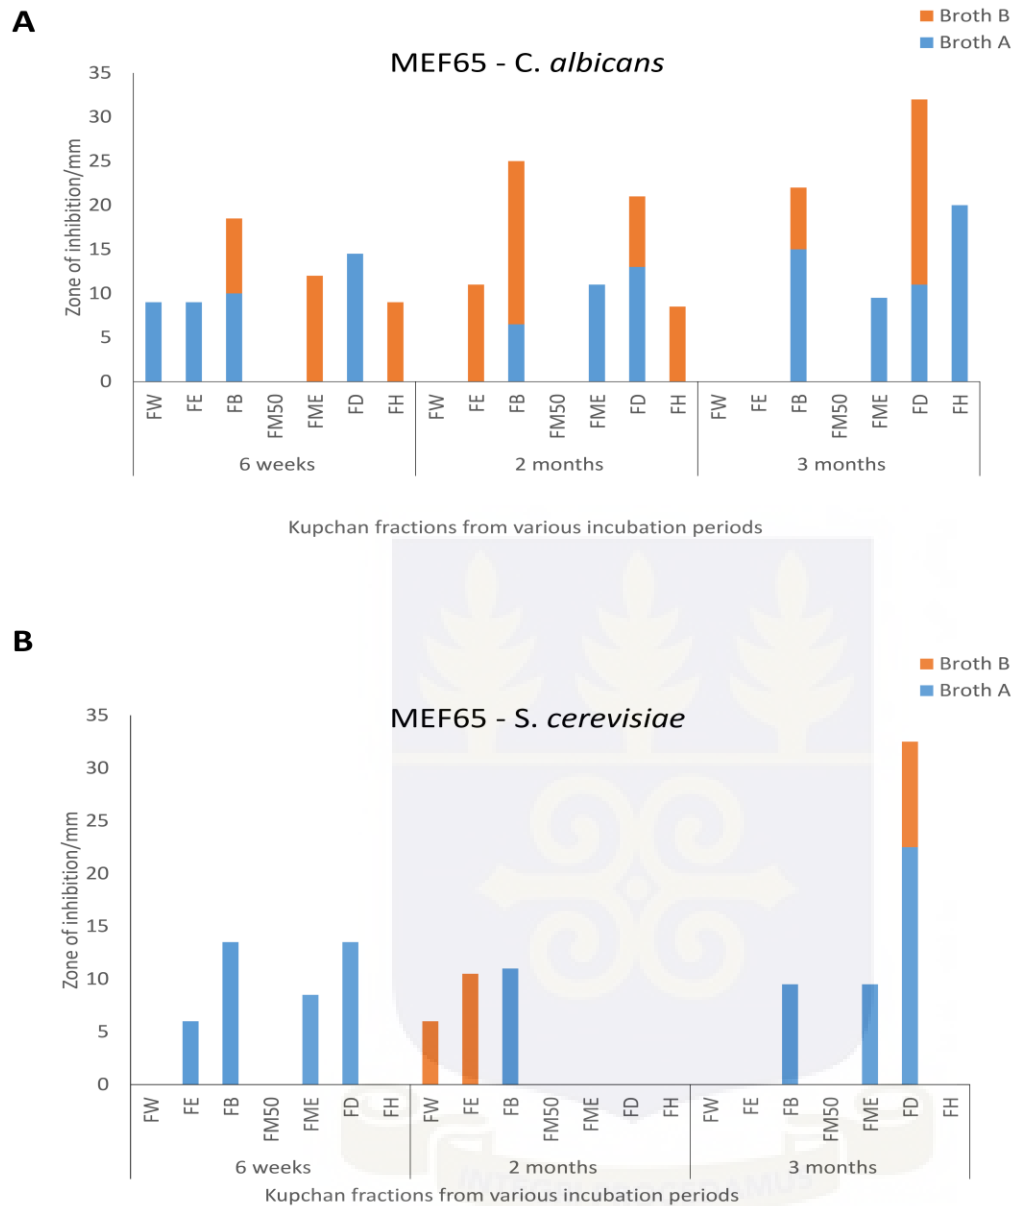 A
Broth B
Broth A
MEF65 - C. albicans
Zone of inhibition/mm
35
30
25
20
15
10
5
0
FW FE FB FM50 FME FD FH FW FE FB FM50 FME FD FH FW FE FB FM50 FME FD FH
6 weeks 2 months 3 months
Kupchan fractions from various incubation periods
B
Broth B
Broth A
MEF65 - S. cerevisiae
Zone of inhibition/mm
35
30
25
20
15
10
5
0
FW FE FB FM50 FME FD FH FW FE FB FM50 FME FD FH FW FE FB FM50 FME FD FH
6 weeks 2 months 3 months
Kupchan fractions from various incubation periods